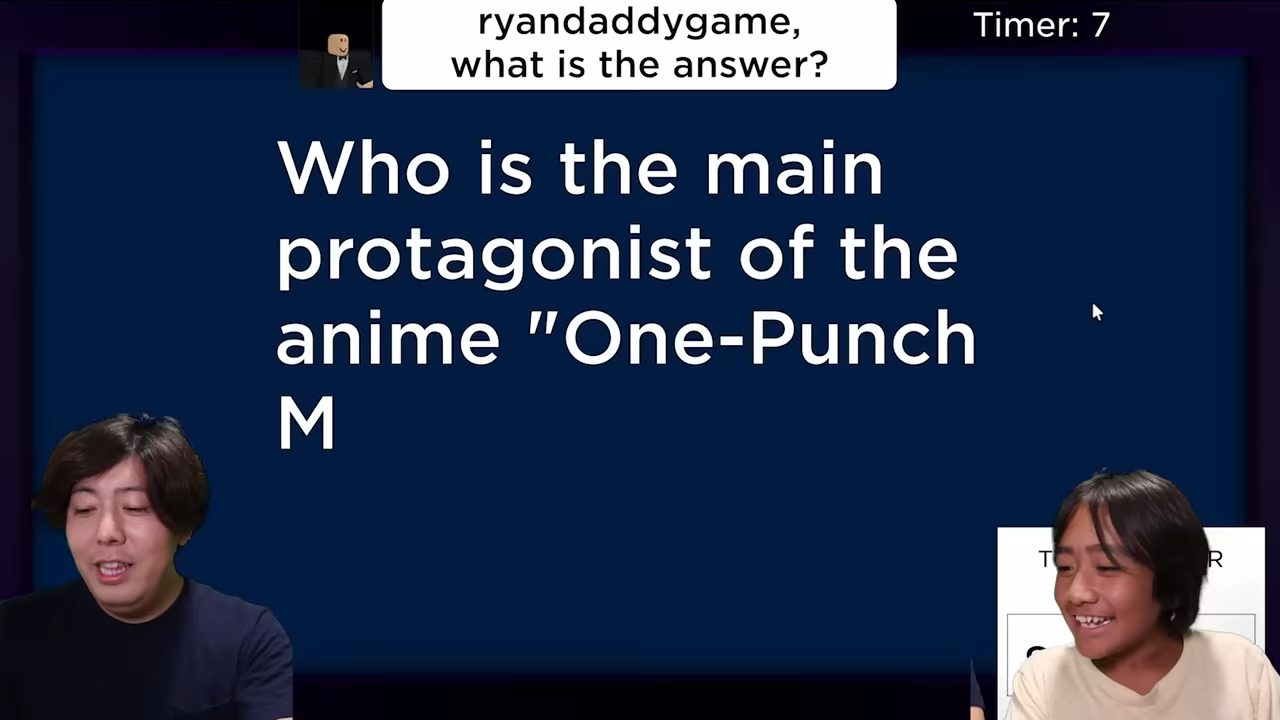 ryandaddygame,
what is the answer?
Timer: 7
Who is the main
protagonist of the
anime "One-Punch
M